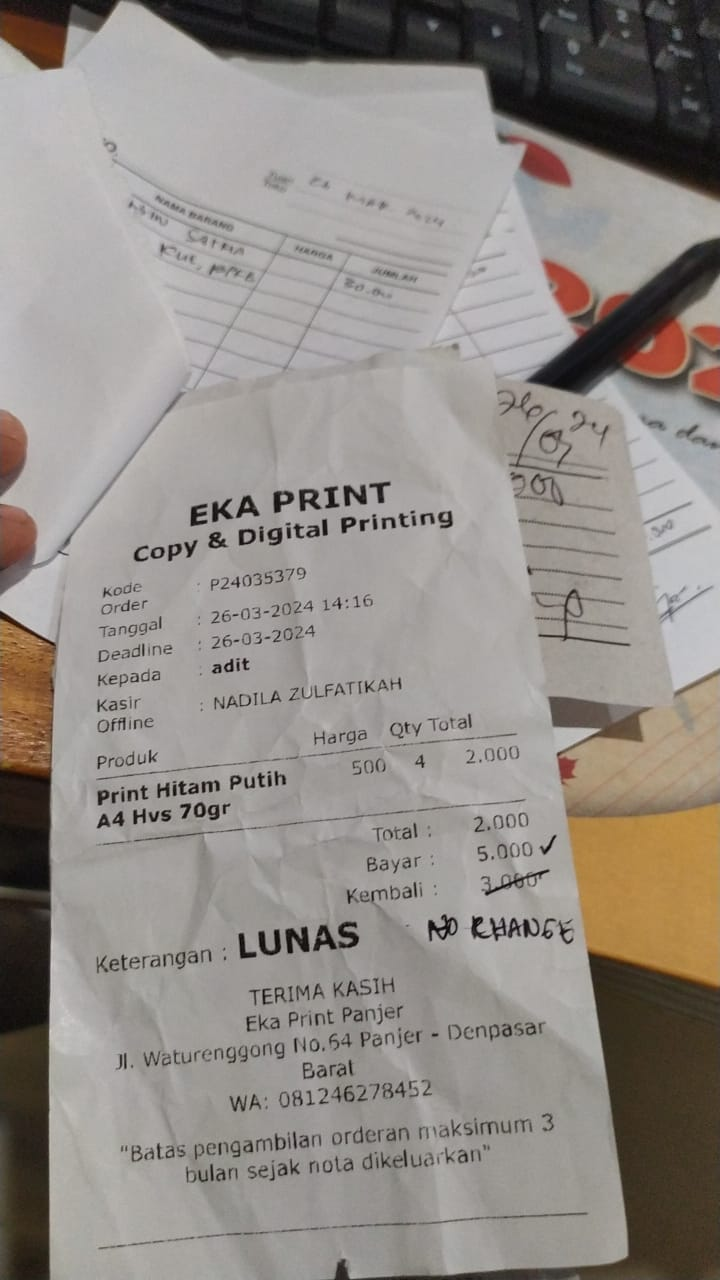 NAMA BARANG
HARGA
JUMLAH
26/03 24
EKA PRINT
Copy & Digital Printing
Kode Order : P24035379
Tanggal : 26-03-2024 14:16
Deadline : 26-03-2024
Kepada : adit
Kasir Offline : NADILA ZULFATIKAH
Produk Harga Qty Total
Print Hitam Putih 500 4 2.000
A4 Hvs 70gr
Total : 2.000
Bayar : 5.000 ✓
Kembali : 3.000
NO CHANGE
Keterangan : LUNAS
TERIMA KASIH
Eka Print Panjer
Jl. Waturenggong No.64 Panjer - Denpasar
Barat
WA: 081246278452
"Batas pengambilan orderan maksimum 3
bulan sejak nota dikeluarkan"